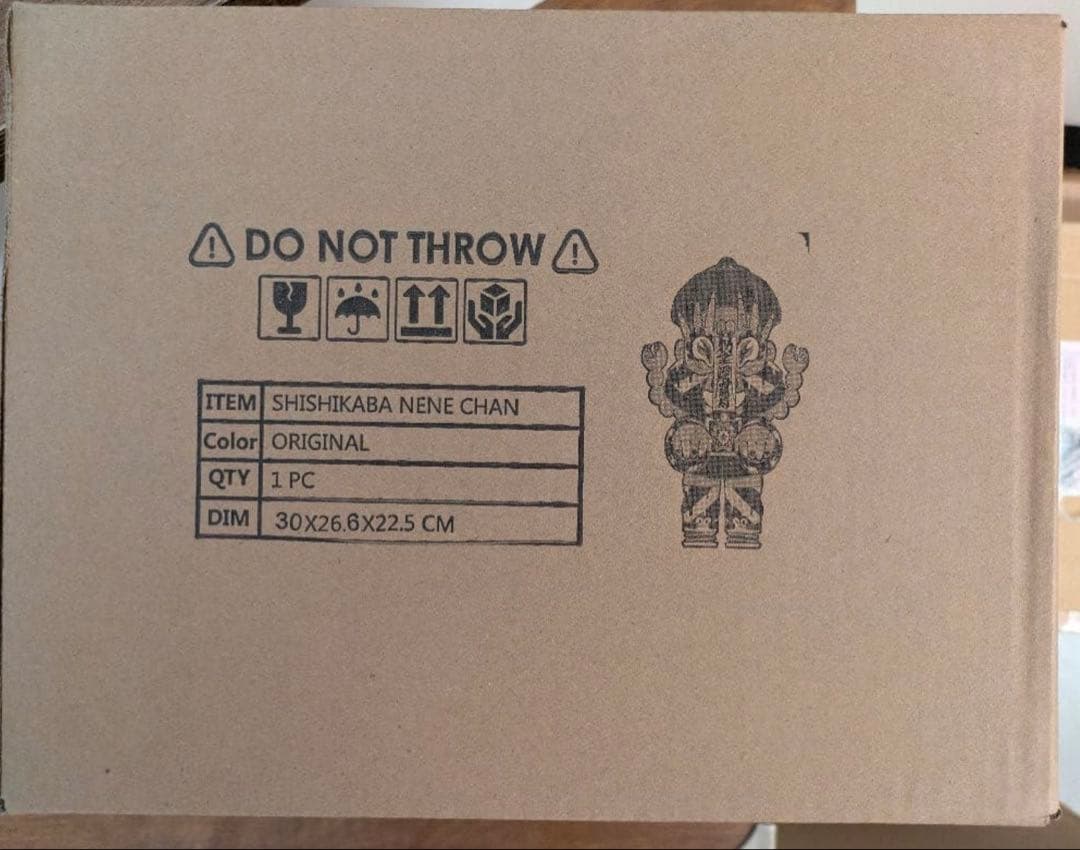 DO NOT THROW
ITEM SHISHIKABA NENE CHAN
Color ORIGINAL
QTY 1 PC
DIM 30X26.6X22.5 CM